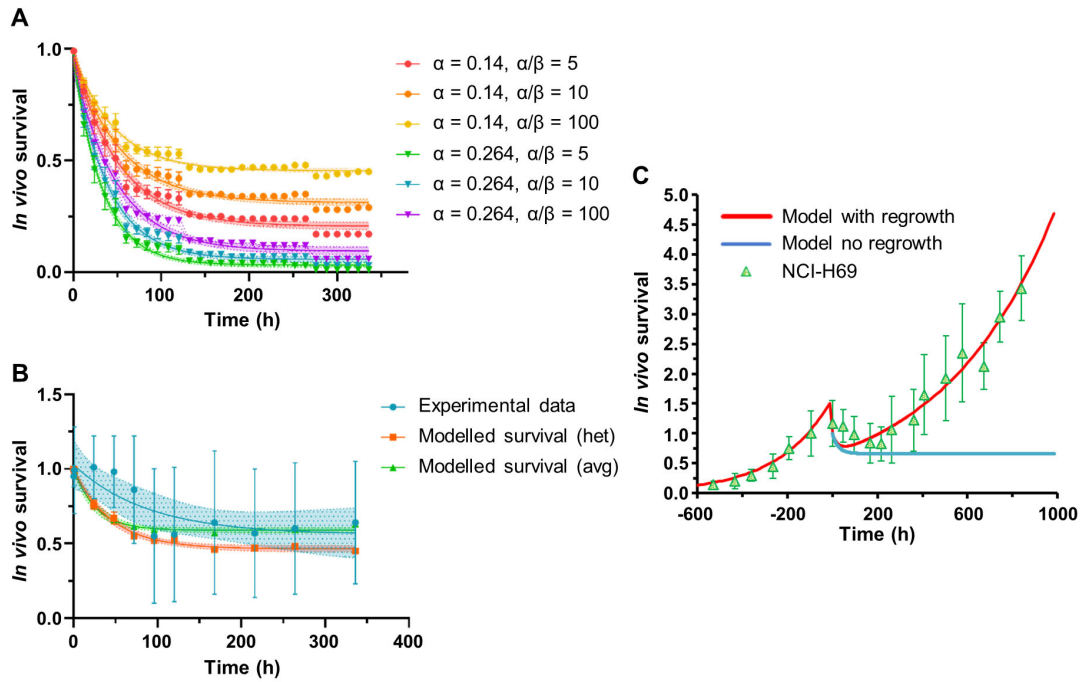 A
In vivo survival
1.0
0.5
0.0
0
100
200
300
Time (h)
α = 0.14, α/β = 5
α = 0.14, α/β = 10
α = 0.14, α/β = 100
α = 0.264, α/β = 5
α = 0.264, α/β = 10
α = 0.264, α/β = 100
B
In vivo survival
1.5
1.0
0.5
0.0
0
100
200
300
400
Time (h)
Experimental data
Modelled survival (het)
Modelled survival (avg)
C
In vivo survival
5.0
4.5
4.0
3.5
3.0
2.5
2.0
1.5
1.0
0.5
0.0
-600
-200
200
600
1000
Time (h)
Model with regrowth
Model no regrowth
NCI-H69